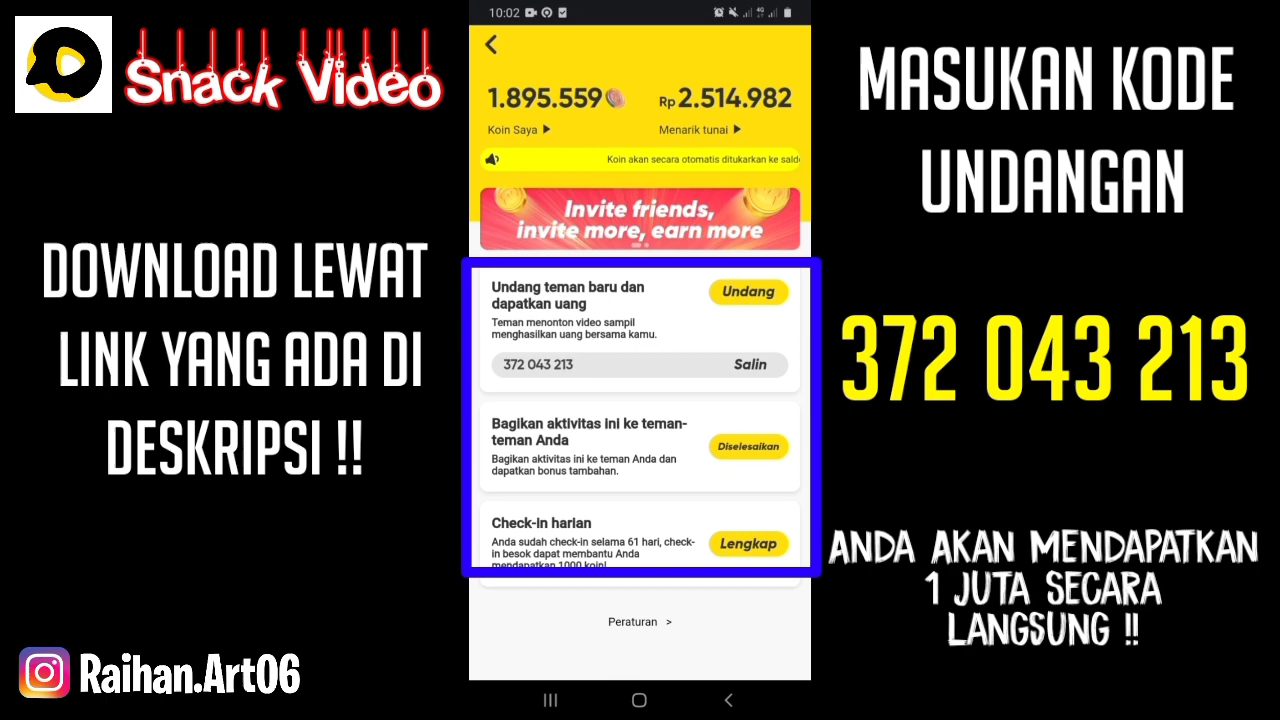 Snack Video
DOWNLOAD LEWAT
LINK YANG ADA DI
DESKRIPSI !!
Raihan.Art06
10:02
4G
1.895.559
Rp 2.514.982
Koin Saya
Menarik tunai
Koin akan secara otomatis ditukarkan ke sald
Invite friends,
invite more, earn more
Undang teman baru dan
dapatkan uang
Undang
Teman menonton video sampil
menghasilkan uang bersama kamu.
372 043 213
Salin
Bagikan aktivitas ini ke teman-
teman Anda
Diselesaikan
Bagikan aktivitas ini ke teman Anda dan
dapatkan bonus tambahan.
Check-in harian
Anda sudah check-in selama 61 hari, check-
in besok dapat membantu Anda
mendapatkan 1000 koin!
Lengkap
Peraturan >
MASUKAN KODE
UNDANGAN
372 043 213
ANDA AKAN MENDAPATKAN
1 JUTA SECARA
LANGSUNG !!